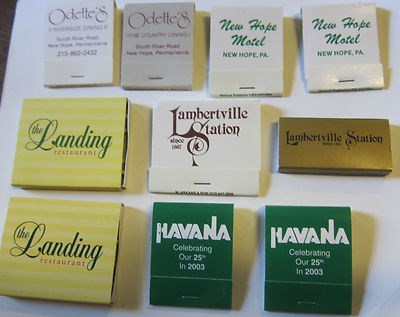 Odette's
RIVERSIDE DINING
South River Road
New Hope, Pennsylvania
215-862-2432
Odette's
FINE COUNTRY DINING
South River Road
New Hope, Pennsylvania
New Hope
Motel
NEW HOPE, PA.
New Hope
Motel
NEW HOPE, PA.
the
Landing
restaurant
Lambertville
Station
since
1867
Lambertville Station
since 1867
the
Landing
restaurant
HAVANA
Celebrating
Our 25th
In 2003
HAVANA
Celebrating
Our 25th
In 2003